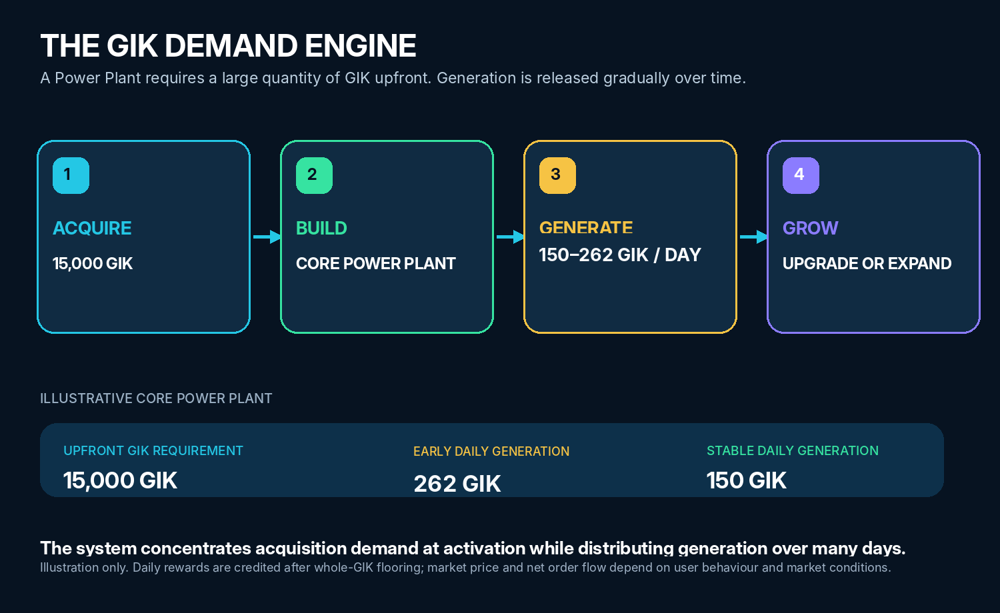 THE GIK DEMAND ENGINE
A Power Plant requires a large quantity of GIK upfront. Generation is released gradually over time.
1
ACQUIRE
15,000 GIK
2
BUILD
CORE POWER PLANT
3
GENERATE
150–262 GIK / DAY
4
GROW
UPGRADE OR EXPAND
ILLUSTRATIVE CORE POWER PLANT
UPFRONT GIK REQUIREMENT
15,000 GIK
EARLY DAILY GENERATION
262 GIK
STABLE DAILY GENERATION
150 GIK
The system concentrates acquisition demand at activation while distributing generation over many days.
Illustration only. Daily rewards are credited after whole-GIK flooring; market price and net order flow depend on user behaviour and market conditions.